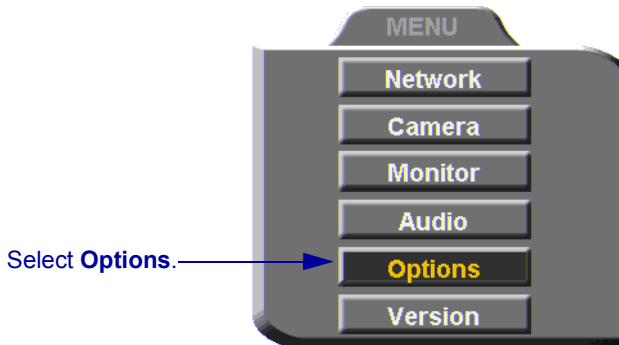 MENU
Network
Camera
Monitor
Audio
Select Options.
Options
Version